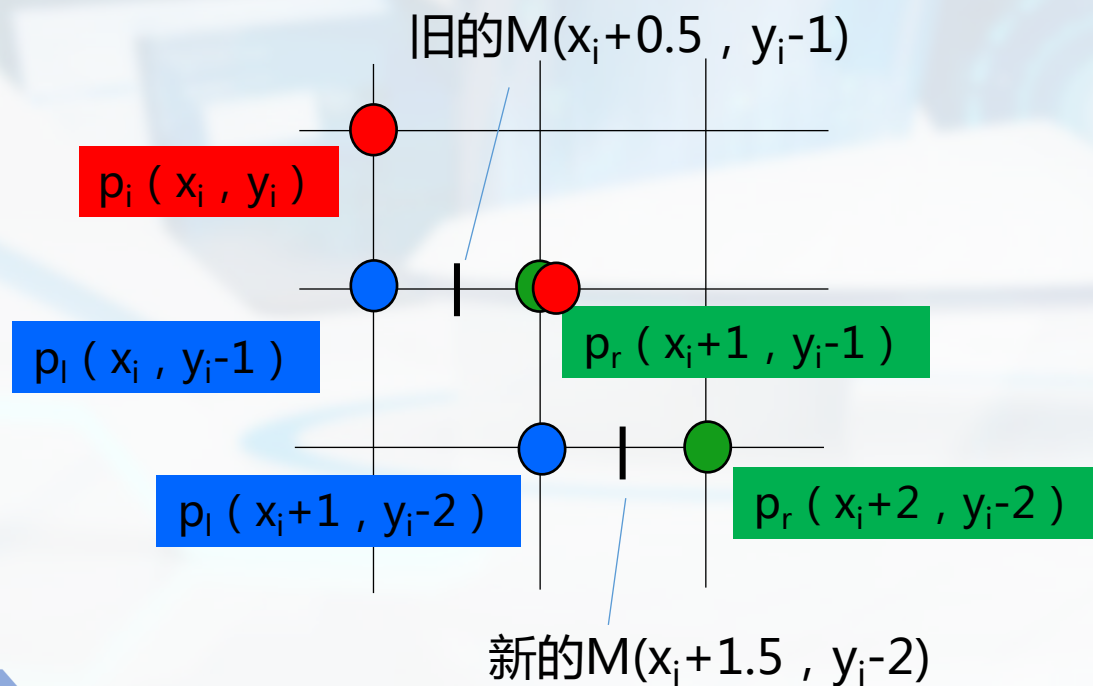 旧的M(xᵢ+0.5，yᵢ-1)
pᵢ（xᵢ，yᵢ）
pₗ（xᵢ，yᵢ-1）
pᵣ（xᵢ+1，yᵢ-1）
pₗ（xᵢ+1，yᵢ-2）
pᵣ（xᵢ+2，yᵢ-2）
新的M(xᵢ+1.5，yᵢ-2)